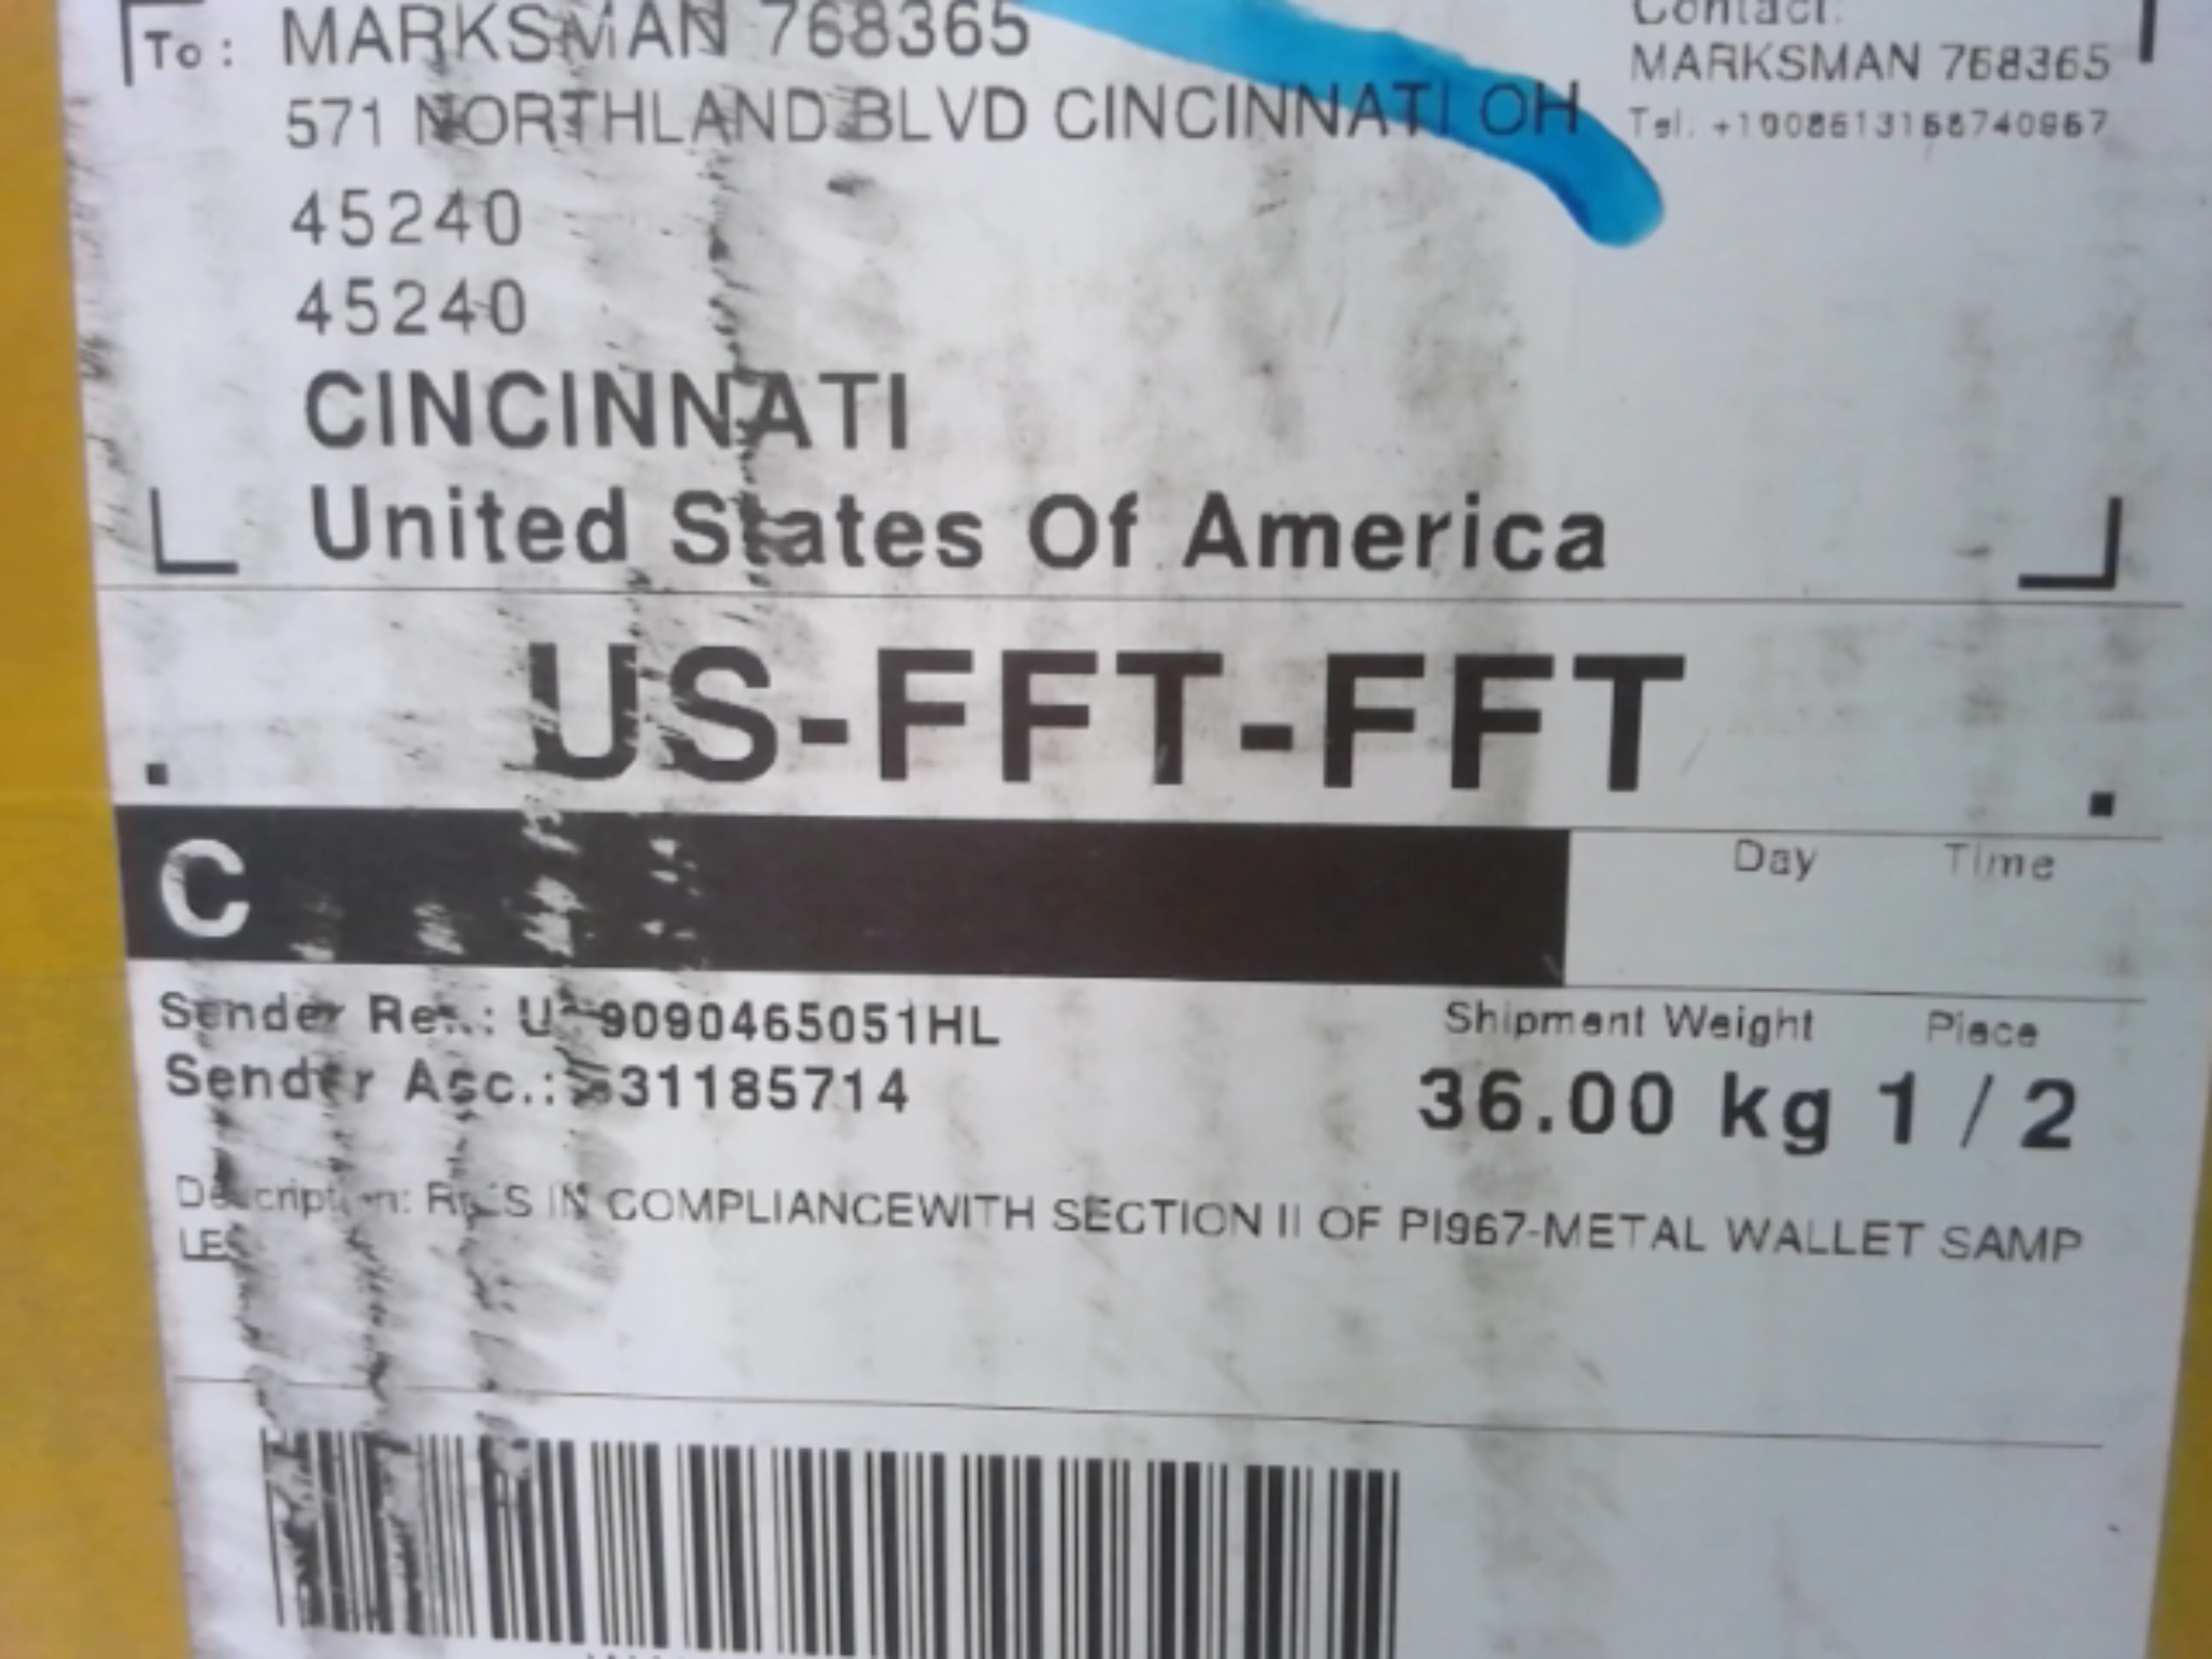 To: MARKSMAN 768365
571 NORTHLAND BLVD CINCINNATI OH
45240
45240
CINCINNATI
United States Of America
Contact:
MARKSMAN 768365
Tel:
US-FFT-FFT
C
Day Time
Sender 9090465051HL
Sender Acc.: 31185714
Shipment Weight Piece
36.00 kg 1 / 2
Description: IN COMPLIANCEWITH SECTION II OF PI967-METAL WALLET SAMP
LES